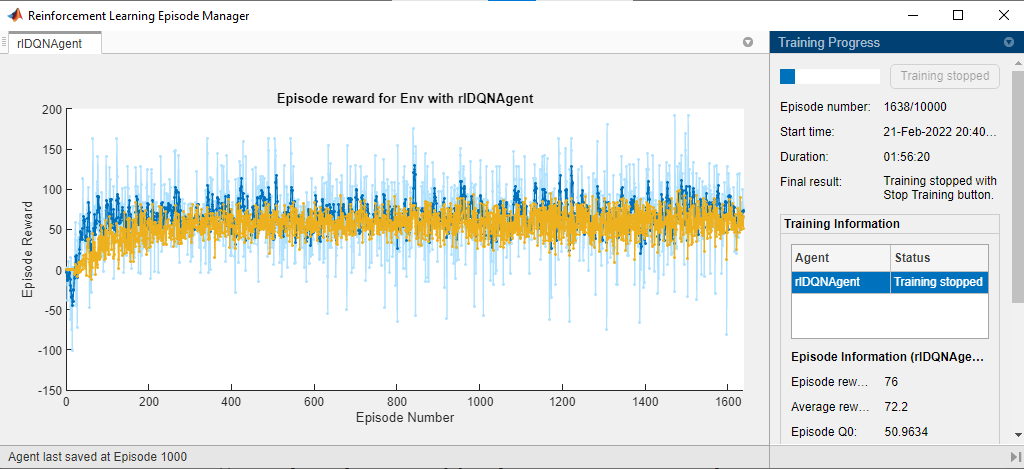 Reinforcement Learning Episode Manager
rlDQNAgent
Episode reward for Env with rlDQNAgent
Episode Reward
200
150
100
50
0
-50
-100
-150
0
200
400
600
800
1000
1200
1400
1600
Episode Number
Training Progress
Training stopped
Episode number: 1638/10000
Start time: 21-Feb-2022 20:40...
Duration: 01:56:20
Final result: Training stopped with
Stop Training button.
Training Information
Agent Status
rlDQNAgent Training stopped
Episode Information (rlDQNAge...
Episode rew... 76
Average rew... 72.2
Episode Q0: 50.9634
Agent last saved at Episode 1000